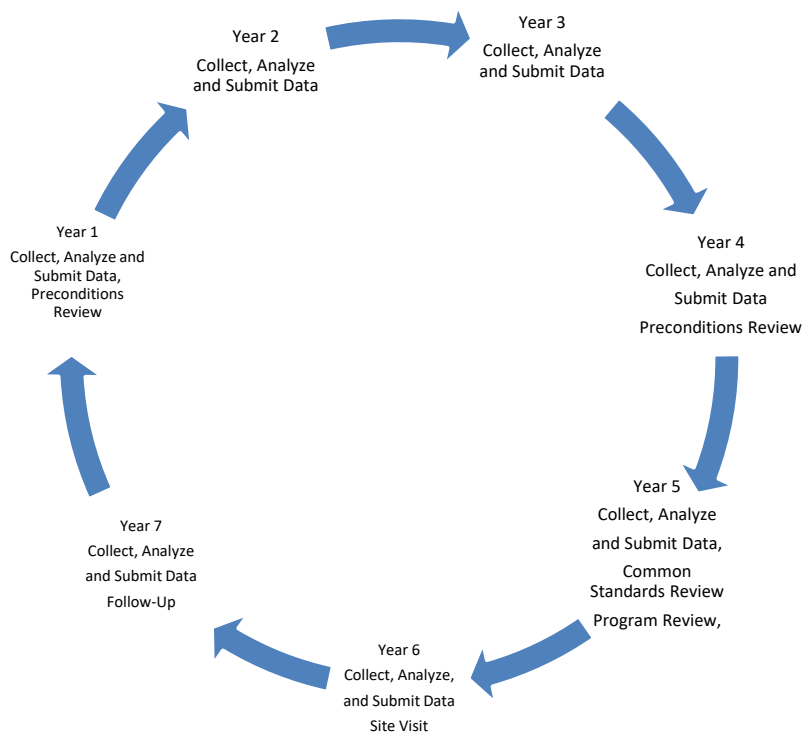 Year 1
Collect, Analyze and
Submit Data,
Preconditions
Review
Year 2
Collect, Analyze
and Submit Data
Year 3
Collect, Analyze
and Submit Data
Year 4
Collect, Analyze and
Submit Data
Preconditions Review
Year 5
Collect, Analyze
and Submit Data,
Common
Standards Review
Program Review,
Year 6
Collect, Analyze,
and Submit Data
Site Visit
Year 7
Collect, Analyze
and Submit Data
Follow-Up